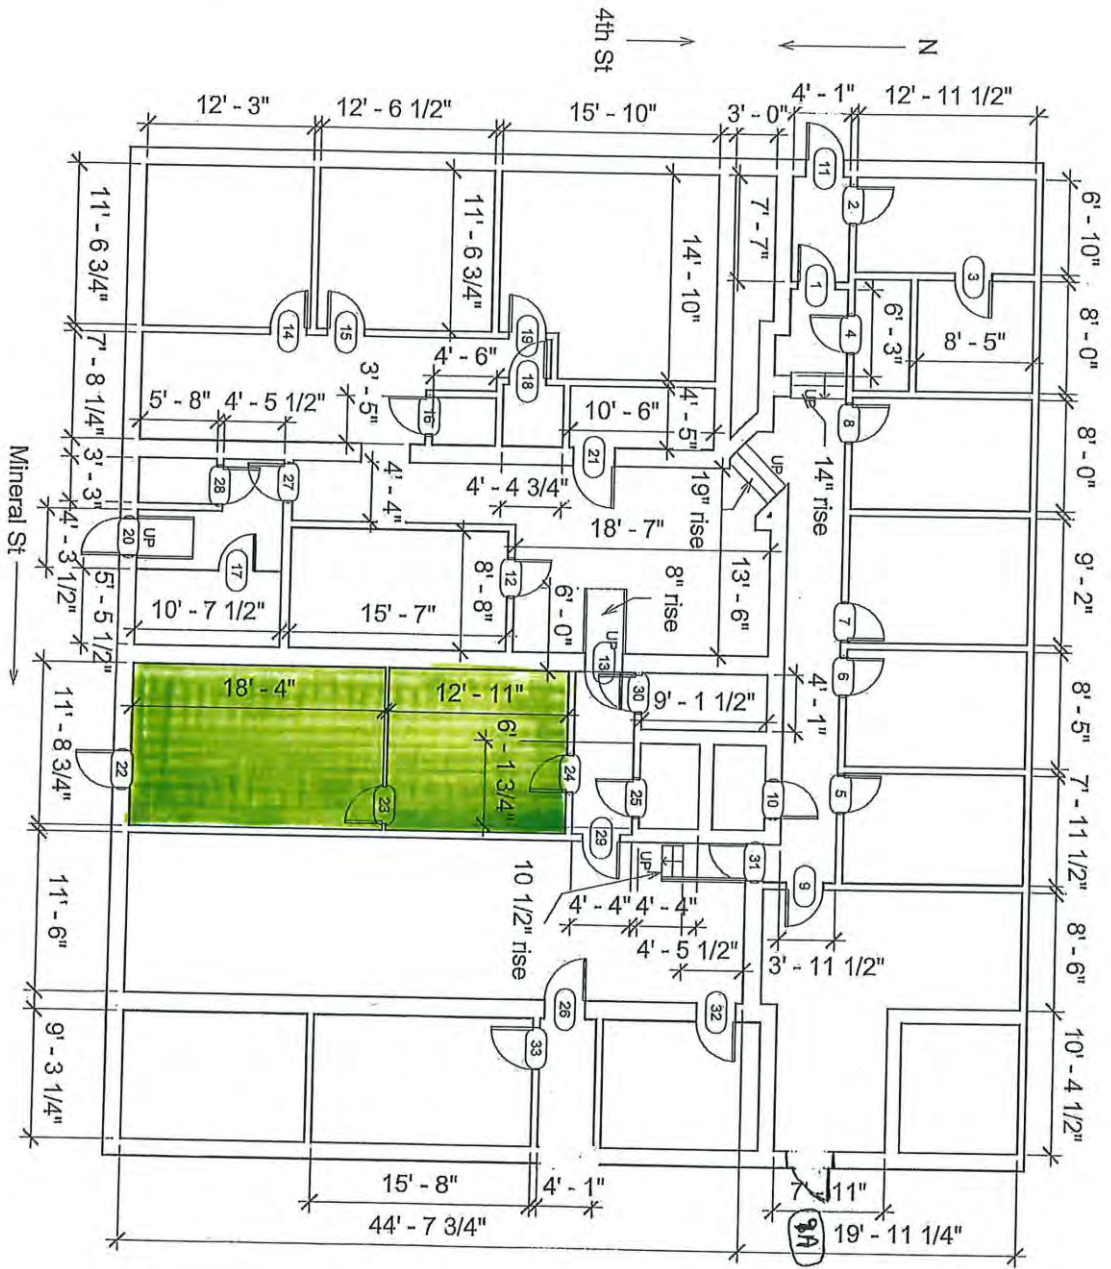 4th St
N
12' - 3"
12' - 6 1/2"
15' - 10"
3' - 0"
4' - 1"
12' - 11 1/2"
11
2
3
1
4
6' - 10"
11' - 6 3/4"
11' - 6 3/4"
14' - 10"
7' - 7"
6' - 3"
8' - 5"
8' - 0"
14
15
19
18
16
4' - 6"
3' - 5"
7' - 8 1/4"
5' - 8"
4' - 5 1/2"
10' - 6"
4' - 5"
UP
8
14" rise
UP
19" rise
21
8' - 0"
28
27
3' - 3"
4' - 4"
4' - 4 3/4"
18' - 7"
Mineral St
20
UP
17
4' - 3 1/2"
5' - 5 1/2"
10' - 7 1/2"
15' - 7"
8' - 8"
12
6' - 0"
8" rise
UP
13' - 6"
9' - 2"
7
13
30
6
18' - 4"
12' - 11"
9' - 1 1/2"
4' - 1"
8' - 5"
11' - 8 3/4"
22
23
24
6' - 1 3/4"
25
10
5
29
UP
31
9
7' - 11 1/2"
11' - 6"
10 1/2" rise
4' - 4"
4' - 4"
4' - 5 1/2"
3' - 11 1/2"
8' - 6"
26
32
33
9' - 3 1/4"
10' - 4 1/2"
15' - 8"
4' - 1"
44' - 7 3/4"
19' - 11 1/4"